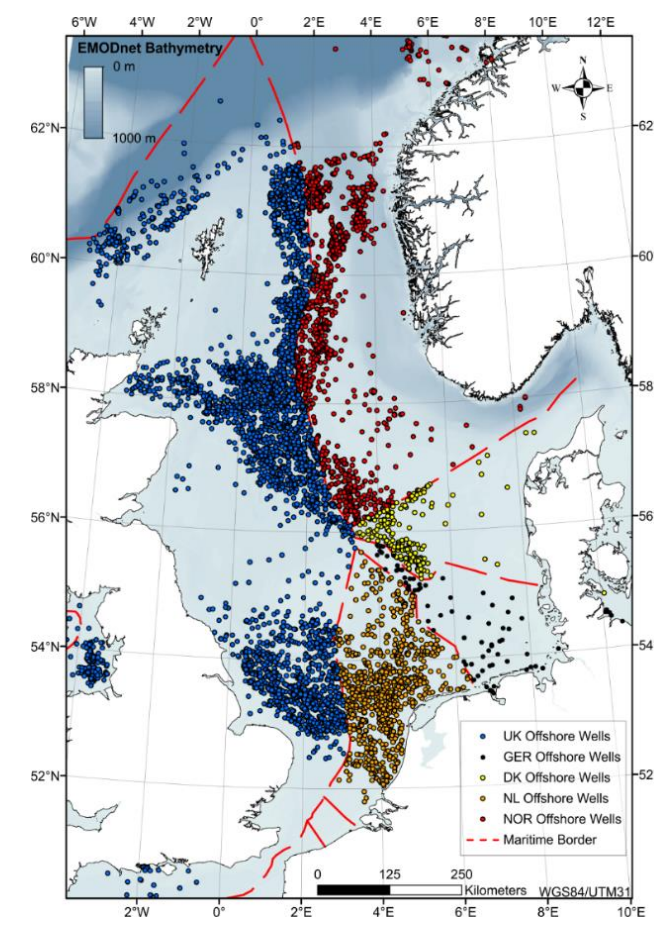 6°W 4°W 2°W 0° 2°E 4°E 6°E 8°E 10°E 12°E
EMODnet Bathymetry
0 m
1000 m
N
W E
S
62°N 62
60°N 60
58°N 58
56°N 56
54°N 54
52°N 52
UK Offshore Wells
GER Offshore Wells
DK Offshore Wells
NL Offshore Wells
NOR Offshore Wells
Maritime Border
0 125 250
Kilometers
WGS84/UTM31
2°W 0° 2°E 4°E 6°E 8°E 10°E